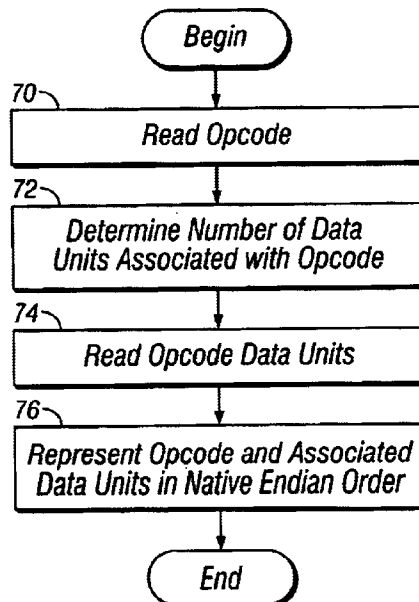 Begin
70
Read Opcode
72
Determine Number of Data
Units Associated with Opcode
74
Read Opcode Data Units
76
Represent Opcode and Associated
Data Units in Native Endian Order
End